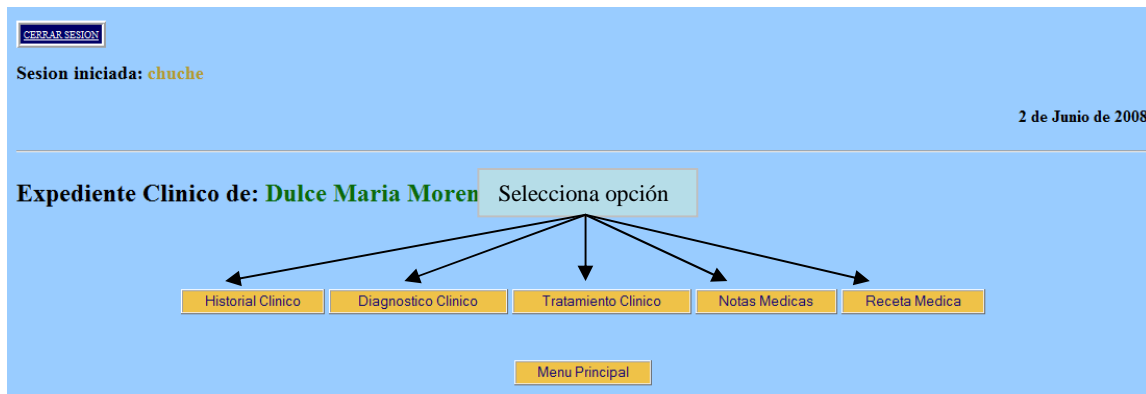 CERRAR SESION
Sesion iniciada: chuche
2 de Junio de 2008
Expediente Clinico de: Dulce Maria Moren
Selecciona opción
Historial Clinico Diagnostico Clinico Tratamiento Clinico Notas Medicas Receta Medica
Menu Principal